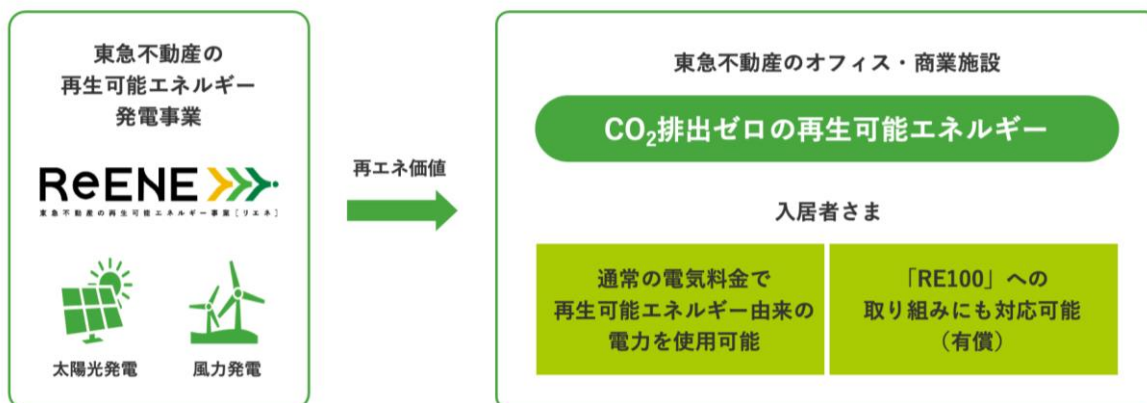 東急不動産の
再生可能エネルギー
発電事業
ReENE
東急不動産の再生可能エネルギー事業[リエネ]
太陽光発電
風力発電
再エネ価値
東急不動産のオフィス・商業施設
CO₂排出ゼロの再生可能エネルギー
入居者さま
通常の電気料金で
再生可能エネルギー由来の
電力を使用可能
「RE100」への
取り組みにも対応可能
（有償）